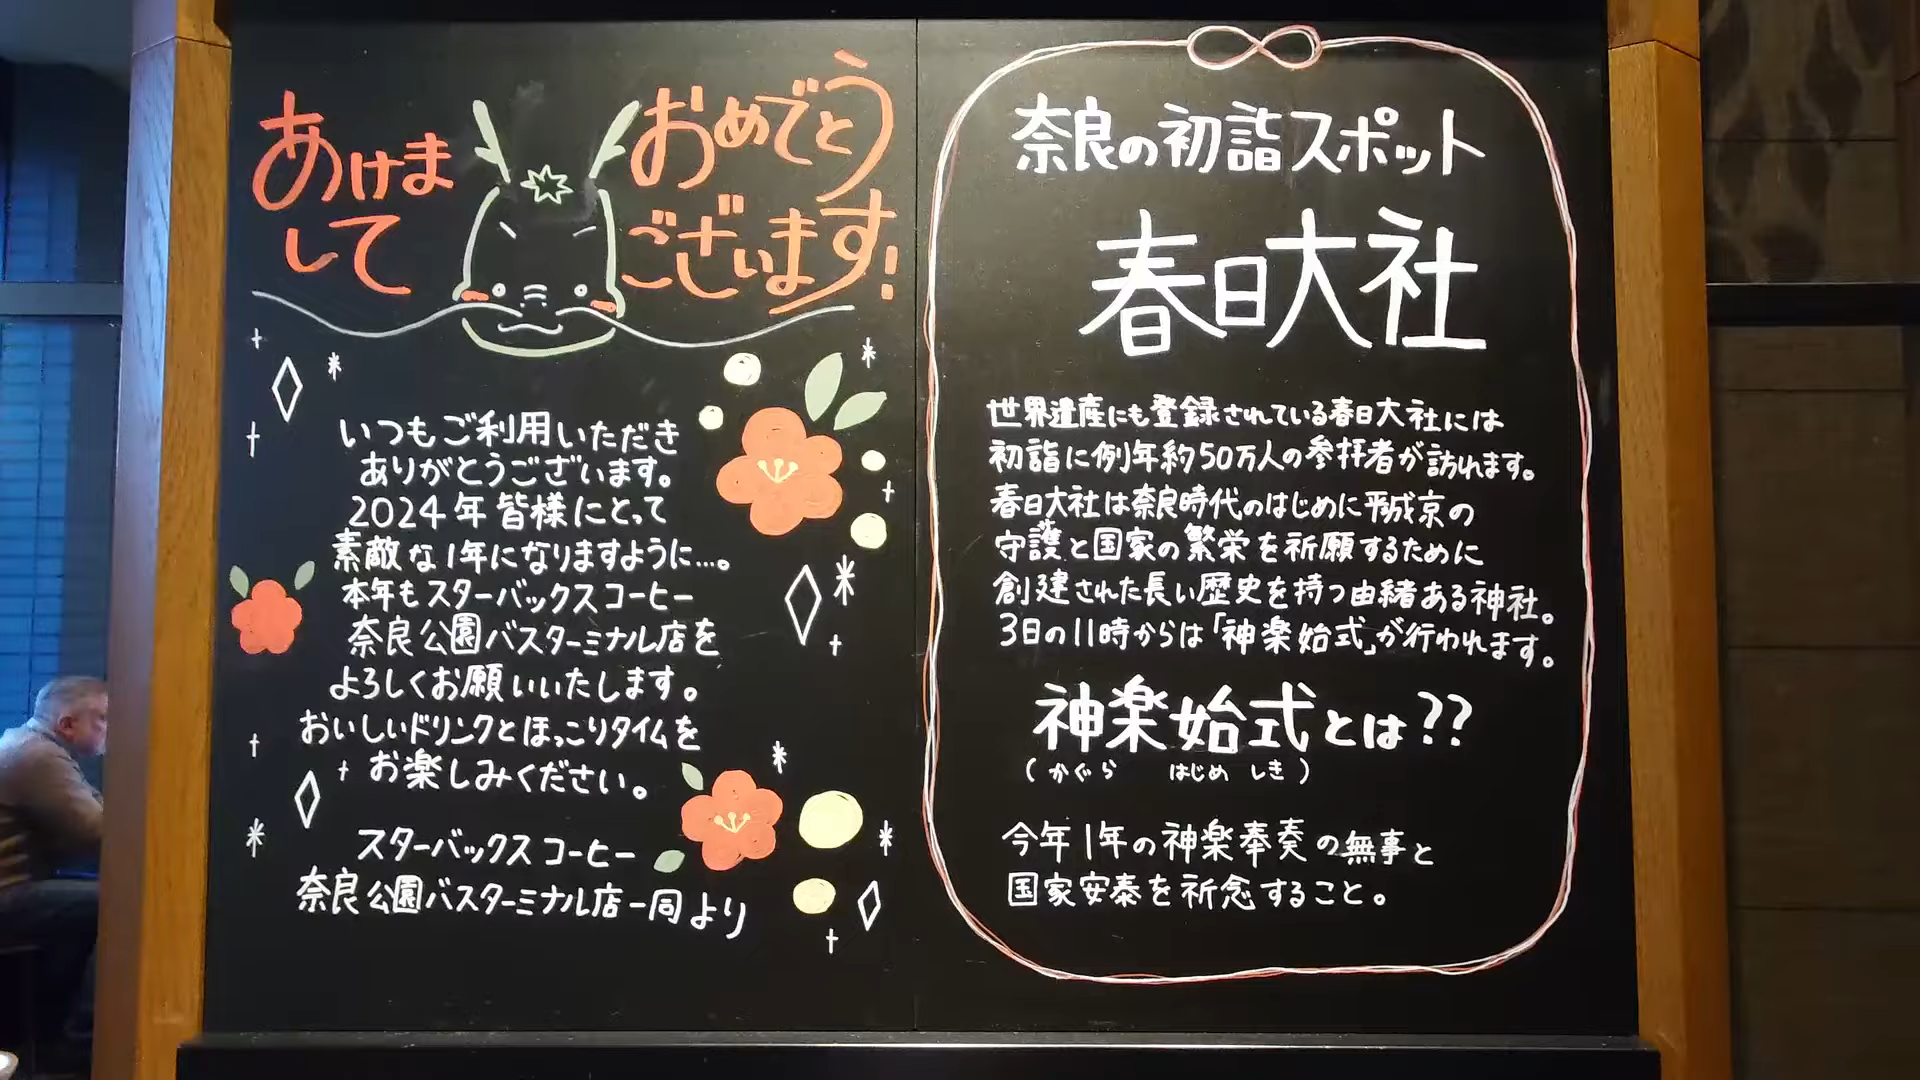 あけま
して
おめでとう
ございます!
いつもご利用いただき
ありがとうございます。
2024年皆様にとって
素敵な1年になりますように…。
本年もスターバックスコーヒー
奈良公園バスターミナル店を
よろしくお願いいたします。
おいしいドリンクとほっこりタイムを
お楽しみください。
スターバックス コーヒー
奈良公園バスターミナル店一同より
奈良の初詣スポット
春日大社
世界遺産にも登録されている春日大社には
初詣に例年約50万人の参拝者が訪れます。
春日大社は奈良時代のはじめに平城京の
守護と国家の繁栄を祈願するために
創建された長い歴史を持つ由緒ある神社。
3日の11時からは「神楽始式」が行われます。
神楽始式とは??
(かぐら はじめ しき)
今年1年の神楽奉奏の無事と
国家安泰を祈念すること。